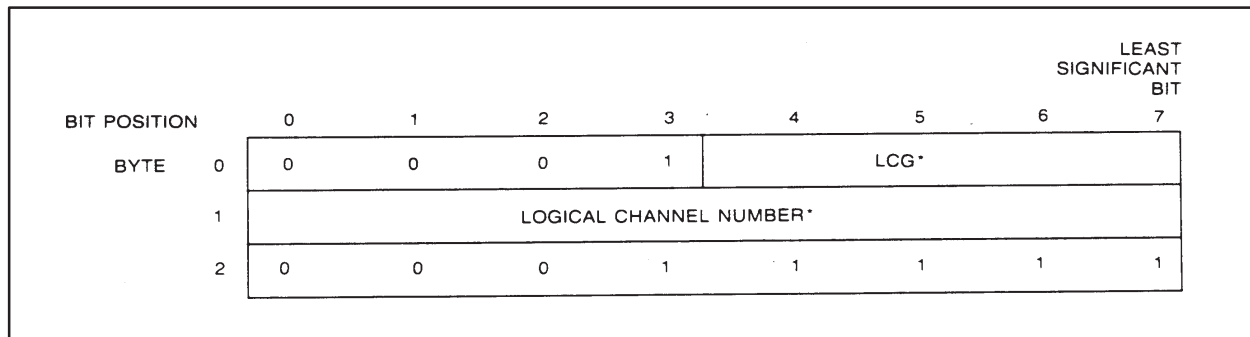 LEAST
SIGNIFICANT
BIT
BIT POSITION 0 1 2 3 4 5 6 7
BYTE 0 0 0 0 1 LCG*
1 LOGICAL CHANNEL NUMBER*
2 0 0 0 1 1 1 1 1